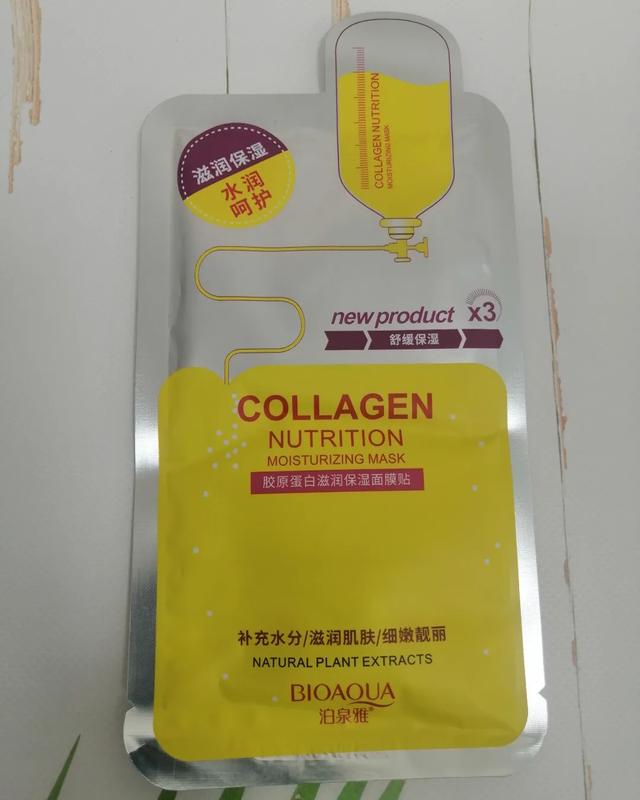 COLLAGEN NUTRITION
MOISTURIZING MASK
滋润保湿
水润
呵护
new product x3
舒缓保湿
COLLAGEN
NUTRITION
MOISTURIZING MASK
胶原蛋白滋润保湿面膜贴
补充水分/滋润肌肤/细嫩靓丽
NATURAL PLANT EXTRACTS
BIOAQUA
泊泉雅®